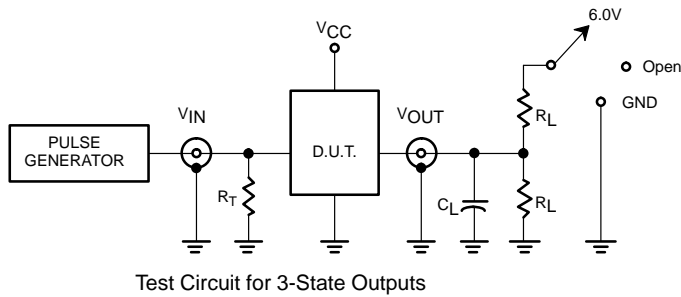 6.0V
VCC
Open
VIN
VOUT
RL
GND
PULSE
GENERATOR
D.U.T.
RT
CL
RL
Test Circuit for 3-State Outputs